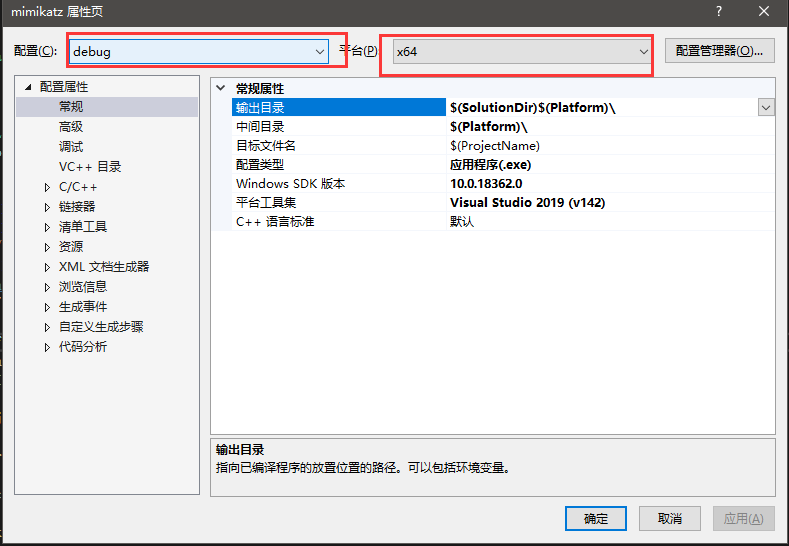 mimikatz 属性页
配置(C): debug 平台(P): x64 配置管理器(O)...
配置属性
常规
高级
调试
VC++ 目录
C/C++
链接器
清单工具
资源
XML 文档生成器
浏览信息
生成事件
自定义生成步骤
代码分析
常规属性
输出目录 $(SolutionDir)$(Platform)\
中间目录 $(Platform)\
目标文件名 $(ProjectName)
配置类型 应用程序(.exe)
Windows SDK 版本 10.0.18362.0
平台工具集 Visual Studio 2019 (v142)
C++ 语言标准 默认
输出目录
指向已编译程序的放置位置的路径。可以包括环境变量。
确定 取消 应用(A)